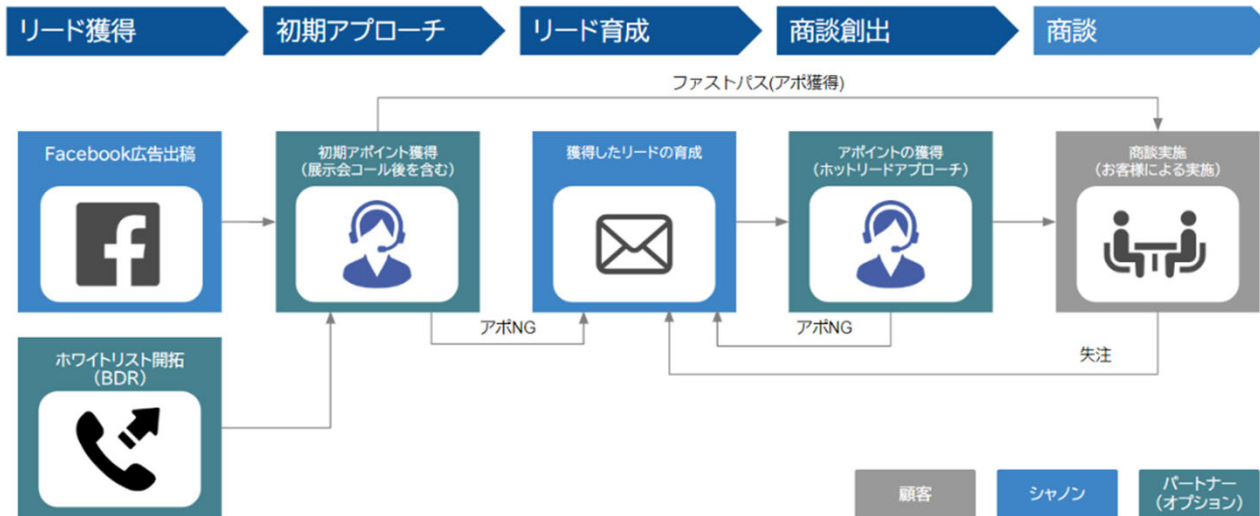 リード獲得
初期アプローチ
リード育成
商談創出
商談
ファストパス(アポ獲得)
Facebook広告出稿
初期アポイント獲得
(展示会コール後を含む)
獲得したリードの育成
アポイントの獲得
(ホットリードアプローチ)
商談実施
(お客様による実施)
アポNG
アポNG
失注
ホワイトリスト開拓
(BDR)
顧客
シャノン
パートナー
(オプション)